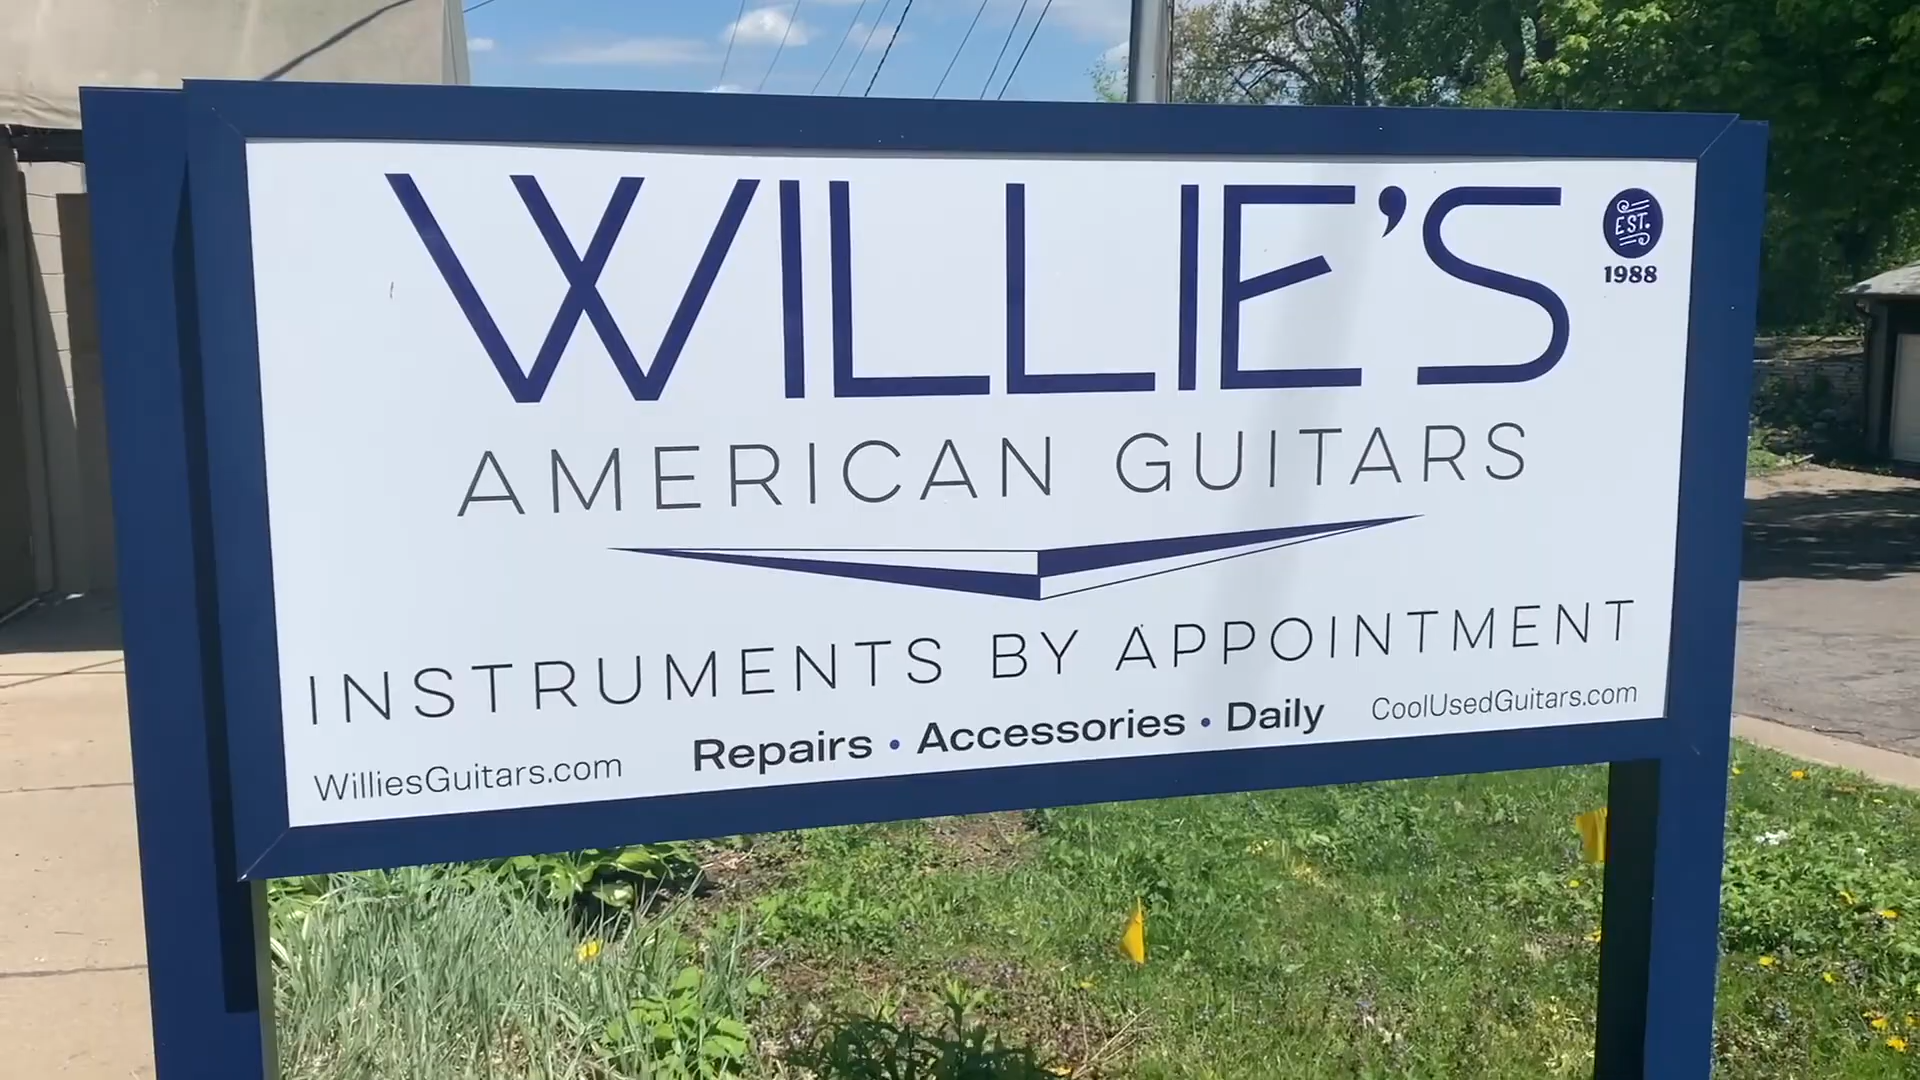 WILLIE'S
EST.
1988
AMERICAN GUITARS
INSTRUMENTS BY APPOINTMENT
WilliesGuitars.com
Repairs • Accessories • Daily
CoolUsedGuitars.com